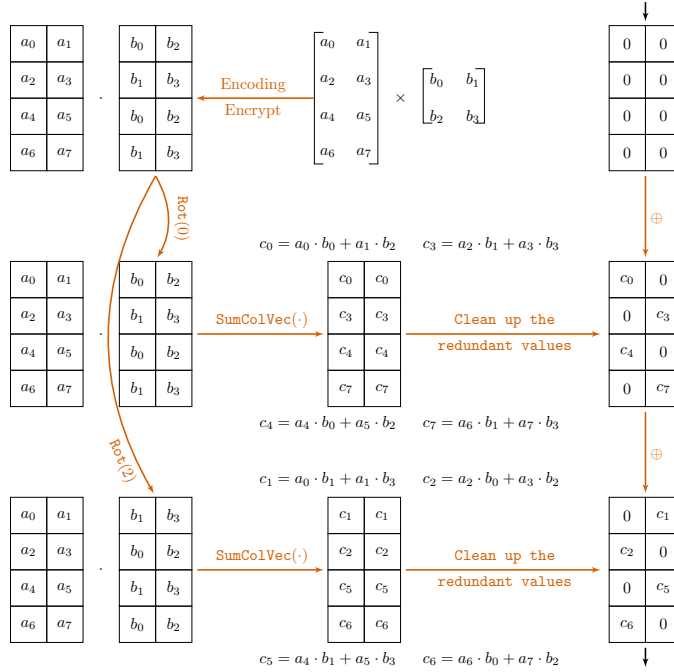 a₀ a₁ b₀ b₂ a₀ a₁ 0 0
a₂ a₃ b₁ b₃ Encoding a₂ a₃ b₀ b₁ 0 0
· ×
a₄ a₅ b₀ b₂ Encrypt a₄ a₅ b₂ b₃ 0 0
a₆ a₇ b₁ b₃ a₆ a₇ 0 0
Rot(0)
⊕
c₀ = a₀ · b₀ + a₁ · b₂ c₃ = a₂ · b₁ + a₃ · b₃
a₀ a₁ b₀ b₂ c₀ c₀ c₀ 0
a₂ a₃ b₁ b₃ SumColVec(·) c₃ c₃ Clean up the 0 c₃
·
a₄ a₅ b₀ b₂ c₄ c₄ redundant values c₄ 0
a₆ a₇ b₁ b₃ c₇ c₇ 0 c₇
c₄ = a₄ · b₀ + a₅ · b₂ c₇ = a₆ · b₁ + a₇ · b₃
Rot(2)
⊕
c₁ = a₀ · b₁ + a₁ · b₃ c₂ = a₂ · b₀ + a₃ · b₂
a₀ a₁ b₁ b₃ c₁ c₁ 0 c₁
a₂ a₃ b₀ b₂ SumColVec(·) c₂ c₂ Clean up the c₂ 0
·
a₄ a₅ b₁ b₃ c₅ c₅ redundant values 0 c₅
a₆ a₇ b₀ b₂ c₆ c₆ c₆ 0
c₅ = a₄ · b₁ + a₅ · b₃ c₆ = a₆ · b₀ + a₇ · b₂